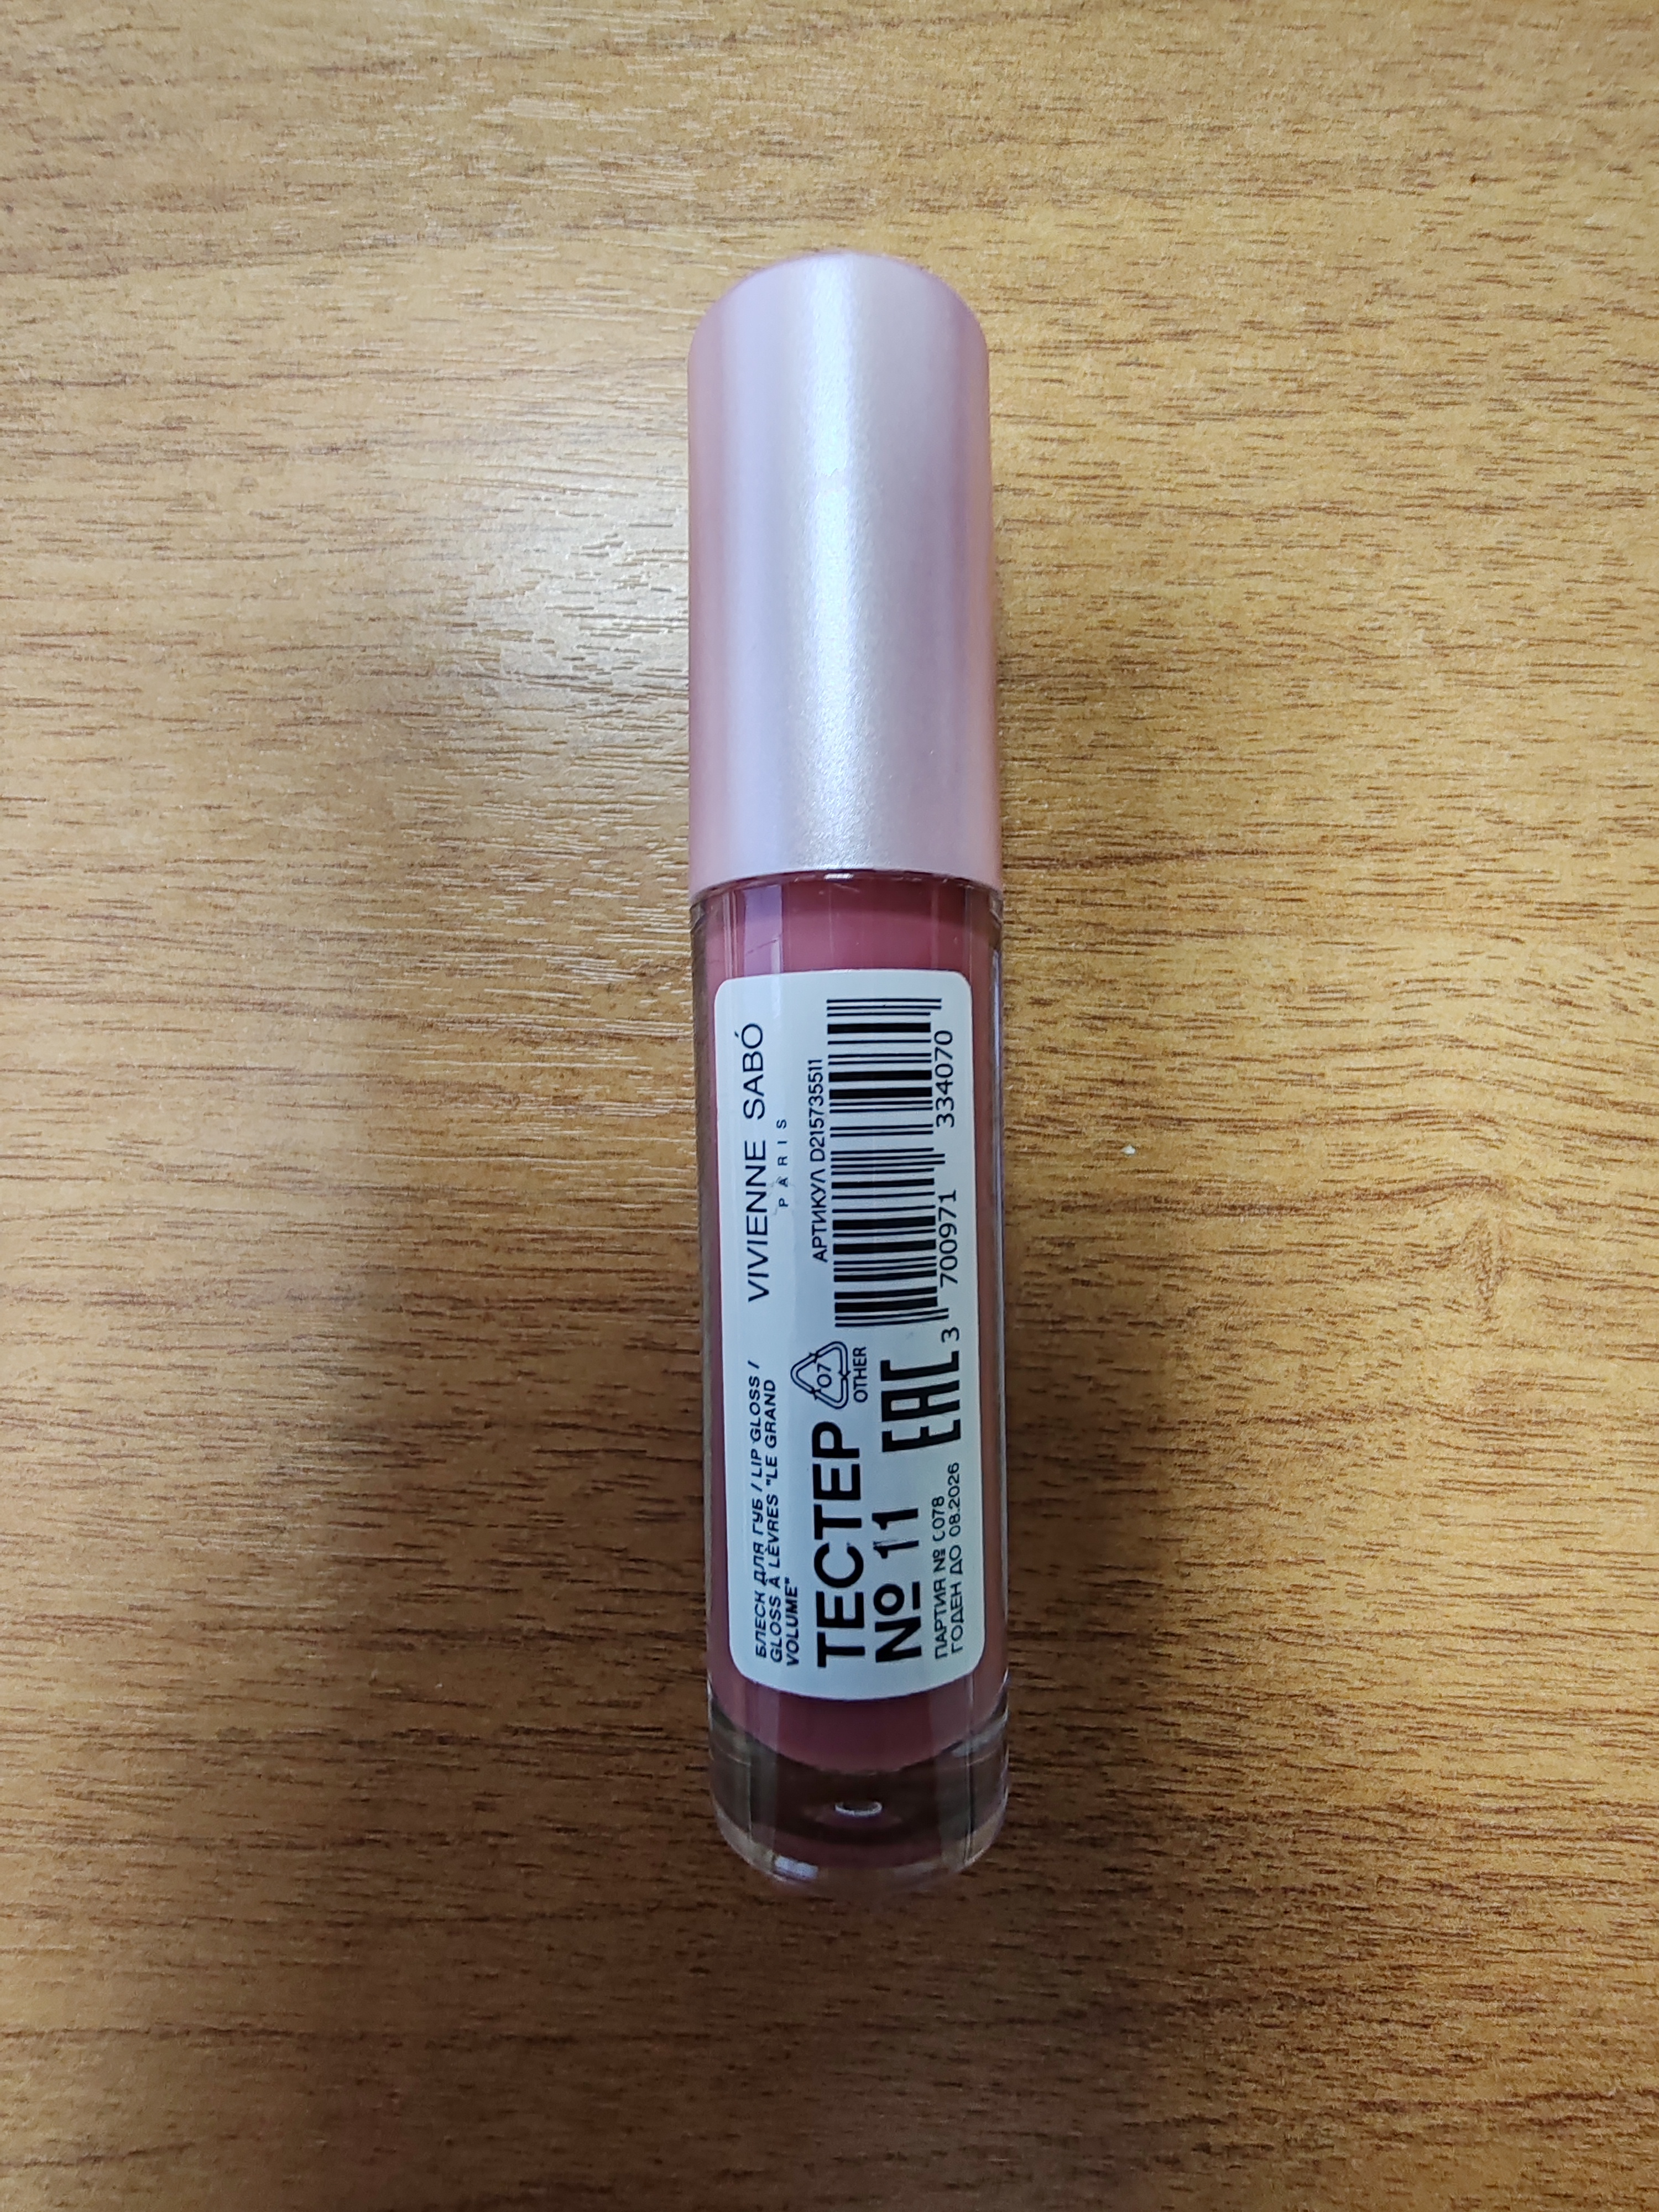 VIVIENNE SABÓ
PARIS
БЛЕСК ДЛЯ ГУБ / LIP GLOSS /
GLOSS À LÈVRES "LE GRAND
VOLUME"
АРТИКУЛ D215735511
ТЕСТЕР
№ 11
07
OTHER
EAC
ПАРТИЯ №
ГОДЕН ДО 08.2026
3 700971 334070